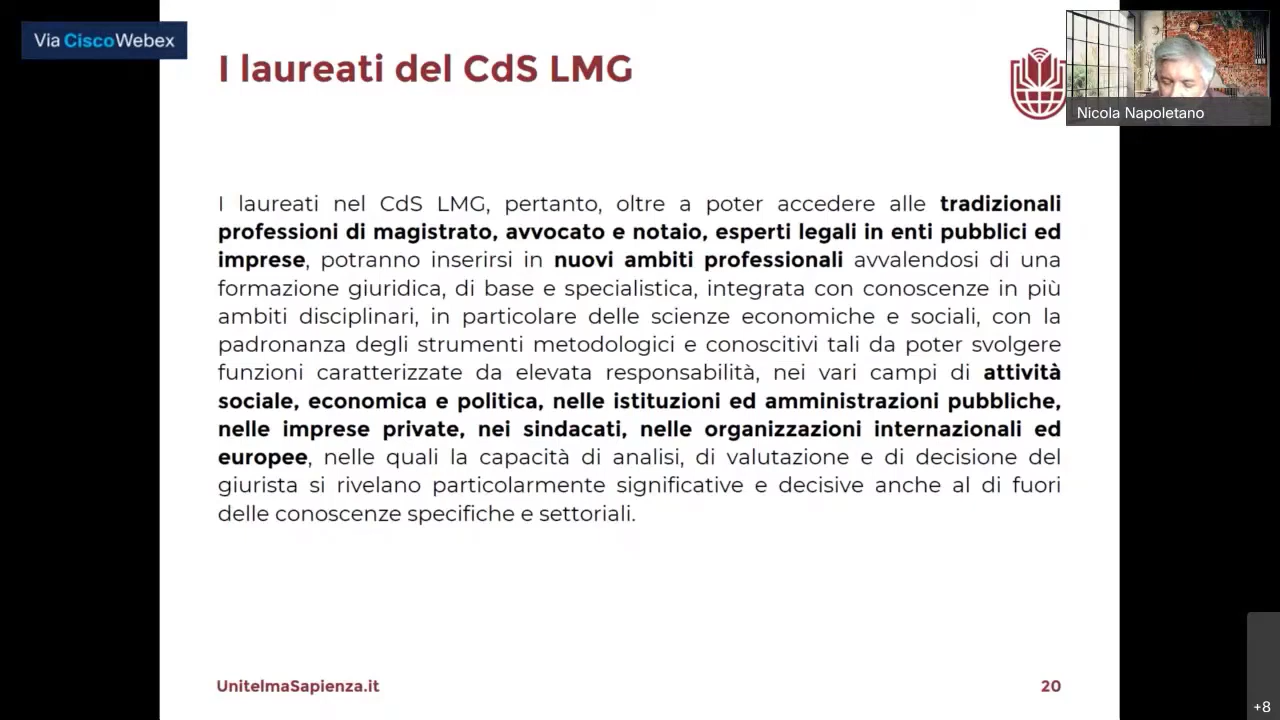 Via CiscoWebex
I laureati del CdS LMG
Nicola Napoletano
I laureati nel CdS LMG, pertanto, oltre a poter accedere alle tradizionali
professioni di magistrato, avvocato e notaio, esperti legali in enti pubblici ed
imprese, potranno inserirsi in nuovi ambiti professionali avvalendosi di una
formazione giuridica, di base e specialistica, integrata con conoscenze in più
ambiti disciplinari, in particolare delle scienze economiche e sociali, con la
padronanza degli strumenti metodologici e conoscitivi tali da poter svolgere
funzioni caratterizzate da elevata responsabilità, nei vari campi di attività
sociale, economica e politica, nelle istituzioni ed amministrazioni pubbliche,
nelle imprese private, nei sindacati, nelle organizzazioni internazionali ed
europee, nelle quali la capacità di analisi, di valutazione e di decisione del
giurista si rivelano particolarmente significative e decisive anche al di fuori
delle conoscenze specifiche e settoriali.
UnitelmaSapienza.it
20
+8